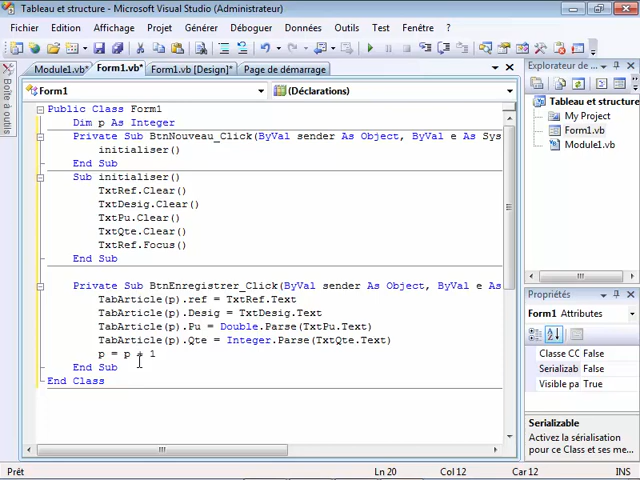 Tableau et structure - Microsoft Visual Studio (Administrateur)
Fichier Edition Affichage Projet Générer Déboguer Données Outils Test Fenêtre ?
Module1.vb* Form1.vb* Form1.vb [Design]* Page de démarrage
Explorateur de
Boîte à outils
Form1 (Déclarations)
Public Class Form1
Dim p As Integer
Private Sub BtnNouveau_Click(ByVal sender As Object, ByVal e As Sys
initialiser()
End Sub
Sub initialiser()
TxtRef.Clear()
TxtDesig.Clear()
TxtPu.Clear()
TxtQte.Clear()
TxtRef.Focus()
End Sub
Private Sub BtnEnregistrer_Click(ByVal sender As Object, ByVal e As
TabArticle(p).ref = TxtRef.Text
TabArticle(p).Desig = TxtDesig.Text
TabArticle(p).Pu = Double.Parse(TxtPu.Text)
TabArticle(p).Qte = Integer.Parse(TxtQte.Text)
p = p + 1
End Sub
End Class
Tableau et structure
My Project
Form1.vb
Module1.vb
Propriétés
Form1 Attributes
Classe CC False
Serializab False
Visible pa True
Serializable
Activez la sérialisation
pour ce Class et ses me...
Prêt Ln 20 Col 12 Car 12 INS